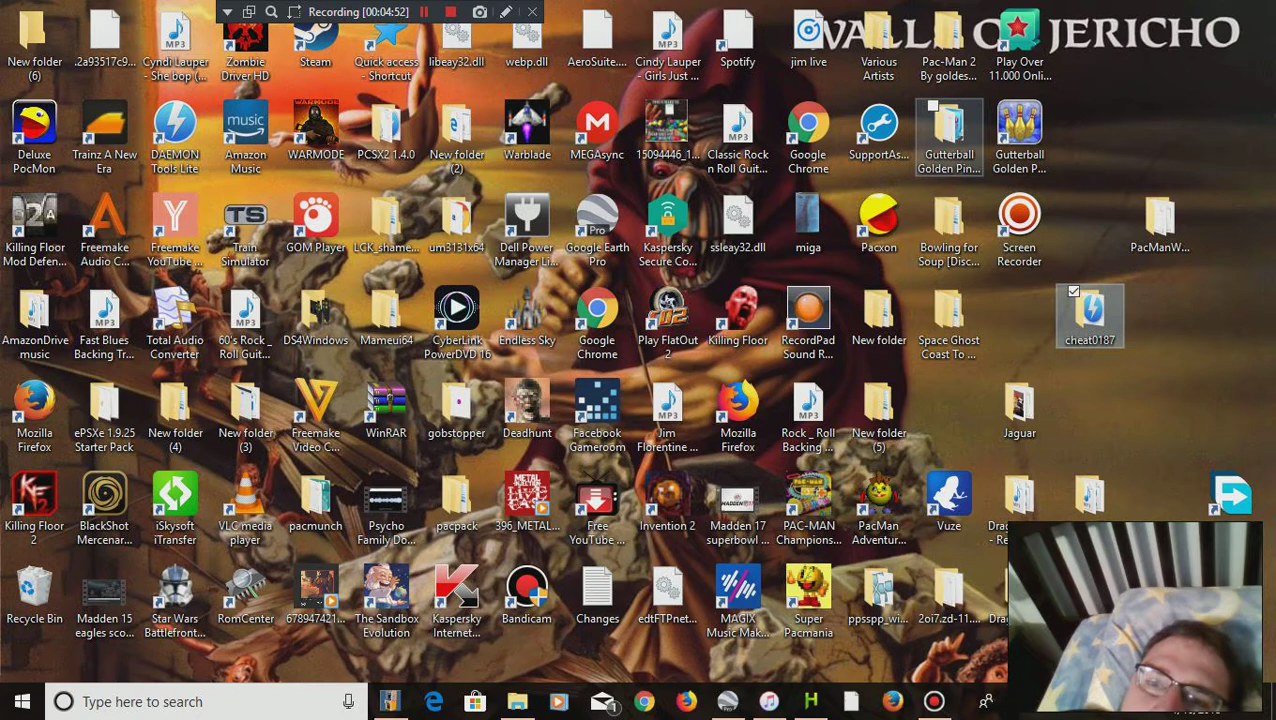 Recording [00:04:52]
WALLS OF JERICHO
New folder
(6)
.2a93517c9...
Cyndi Lauper
- She bop (...
Zombie
Driver HD
Steam
Quick access
- Shortcut
libeay32.dll
webp.dll
AeroSuite....
Cindy Lauper
- Girls Just ...
Spotify
jim live
Various
Artists
Pac-Man 2
By goldes...
Play Over
11.000 Onli...
Deluxe
PocMon
Trainz A New
Era
DAEMON
Tools Lite
Amazon
Music
WARMODE
PCSX2 1.4.0
New folder
(2)
Warblade
MEGAsync
15094446_1...
Classic Rock
n Roll Guit...
Google
Chrome
SupportAs...
Gutterball
Golden Pin...
Gutterball
Golden P...
Killing Floor
Mod Defen...
Freemake
Audio C...
Freemake
YouTube ...
Train
Simulator
GOM Player
LCK_shame...
um3131x64
Dell Power
Manager Li...
Google Earth
Pro
Kaspersky
Secure Co...
ssleay32.dll
miga
Pacxon
Bowling for
Soup [Disc...
Screen
Recorder
PacManW...
AmazonDrive
music
Fast Blues
Backing Tr...
Total Audio
Converter
60's Rock _
Roll Guit...
DS4Windows
Mameui64
CyberLink
PowerDVD 16
Endless Sky
Google
Chrome
Play FlatOut
2
Killing Floor
RecordPad
Sound R...
New folder
Space Ghost
Coast To ...
cheat0187
Mozilla
Firefox
ePSXe 1.9.25
Starter Pack
New folder
(4)
New folder
(3)
Freemake
Video C...
WinRAR
gobstopper
Deadhunt
Facebook
Gameroom
Jim
Florentine ...
Mozilla
Firefox
Rock _ Roll
Backing ...
New folder
(5)
Jaguar
Killing Floor
2
BlackShot
Mercenar...
iSkysoft
iTransfer
VLC media
player
pacmunch
Psycho
Family Do...
pacpack
396_METAL...
Free
YouTube ...
Invention 2
Madden 17
superbowl ...
PAC-MAN
Champions...
PacMan
Adventur...
Vuze
Drag...
- Re...
Recycle Bin
Madden 15
eagles sco...
Star Wars
Battlefront...
RomCenter
678947421...
The Sandbox
Evolution
Kaspersky
Internet...
Bandicam
Changes
edtFTPnet...
MAGIX
Music Mak...
Super
Pacmania
ppsspp_wi...
2oi7.zd-11...
Type here to search